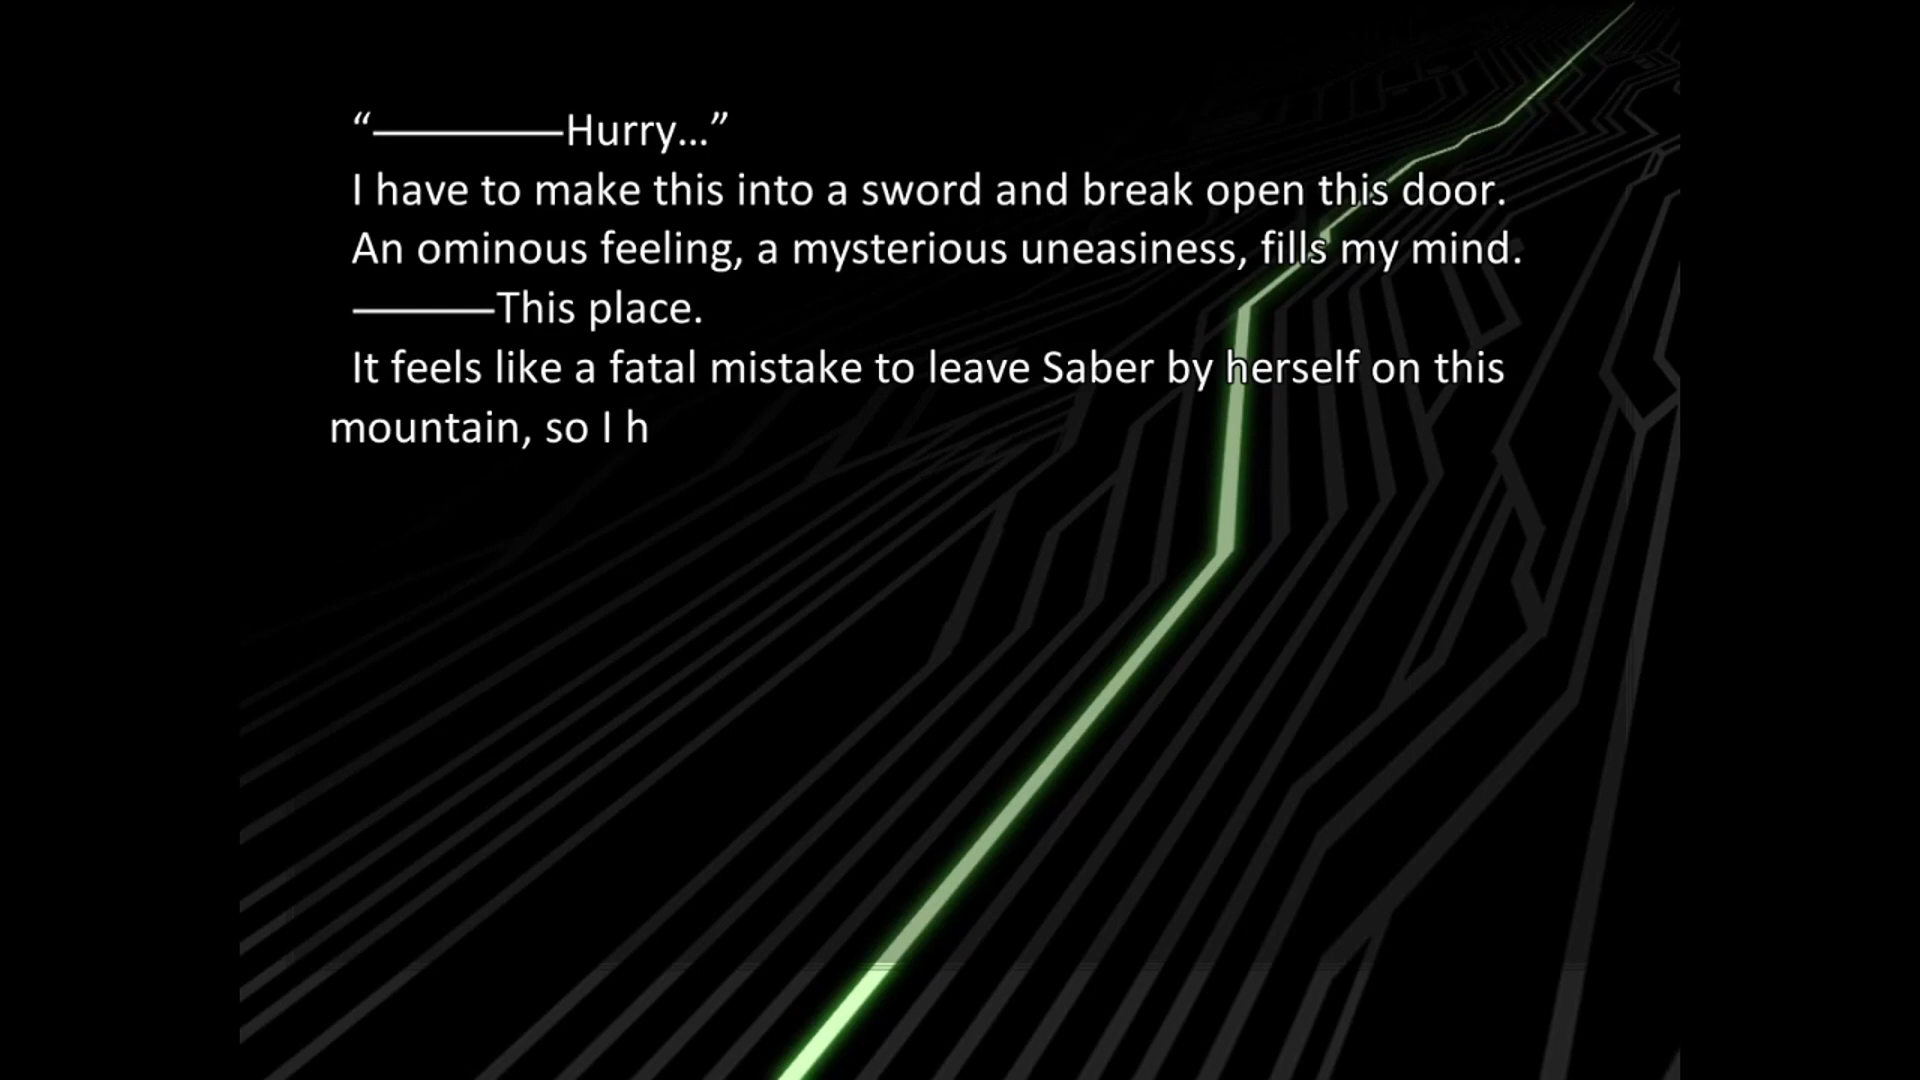 “————Hurry…”
I have to make this into a sword and break open this door.
An ominous feeling, a mysterious uneasiness, fills my mind.
———This place.
It feels like a fatal mistake to leave Saber by herself on this
mountain, so I h